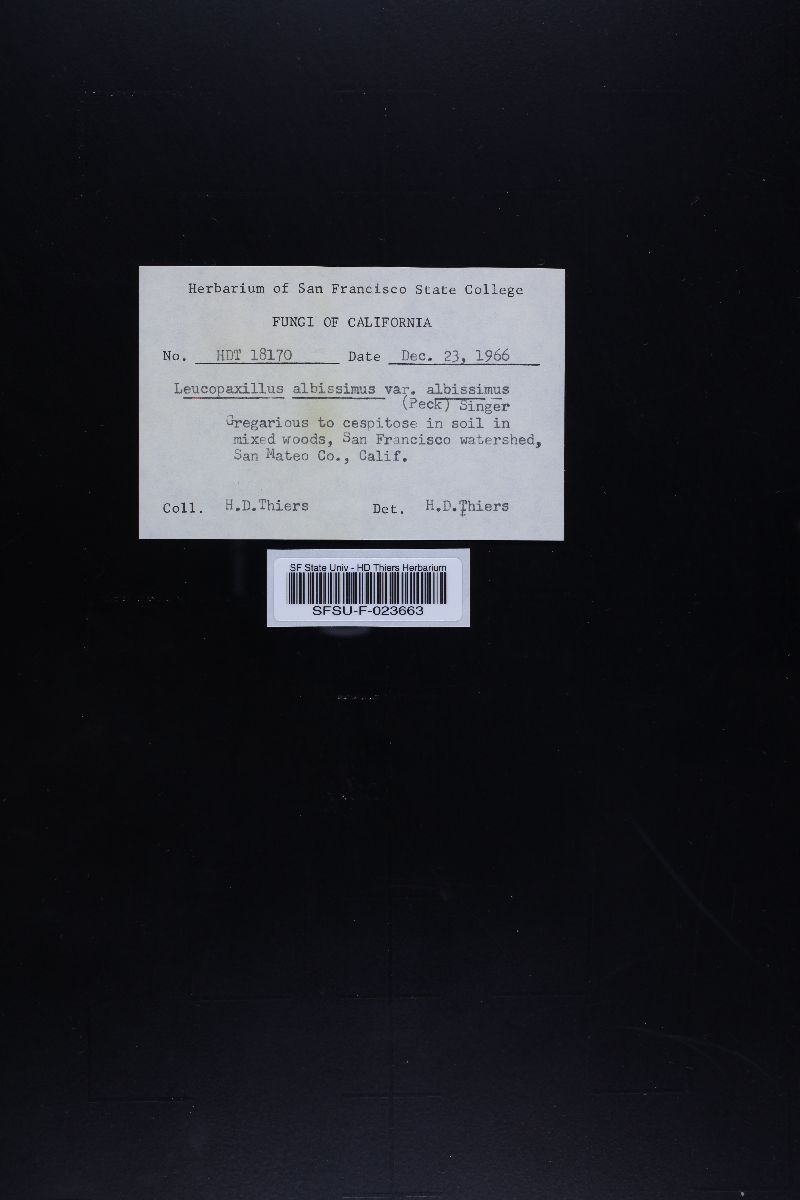 Herbarium of San Francisco State College
FUNGI OF CALIFORNIA
No. HDT 18170 Date Dec. 23, 1966
Leucopaxillus albissimus var. albissimus
(Peck) Singer
Gregarious to cespitose in soil in
mixed woods, San Francisco watershed,
San Mateo Co., Calif.
Coll. H.D.Thiers Det. H.D.Thiers
SF State Univ - HD Thiers Herbarium
SFSU-F-023663